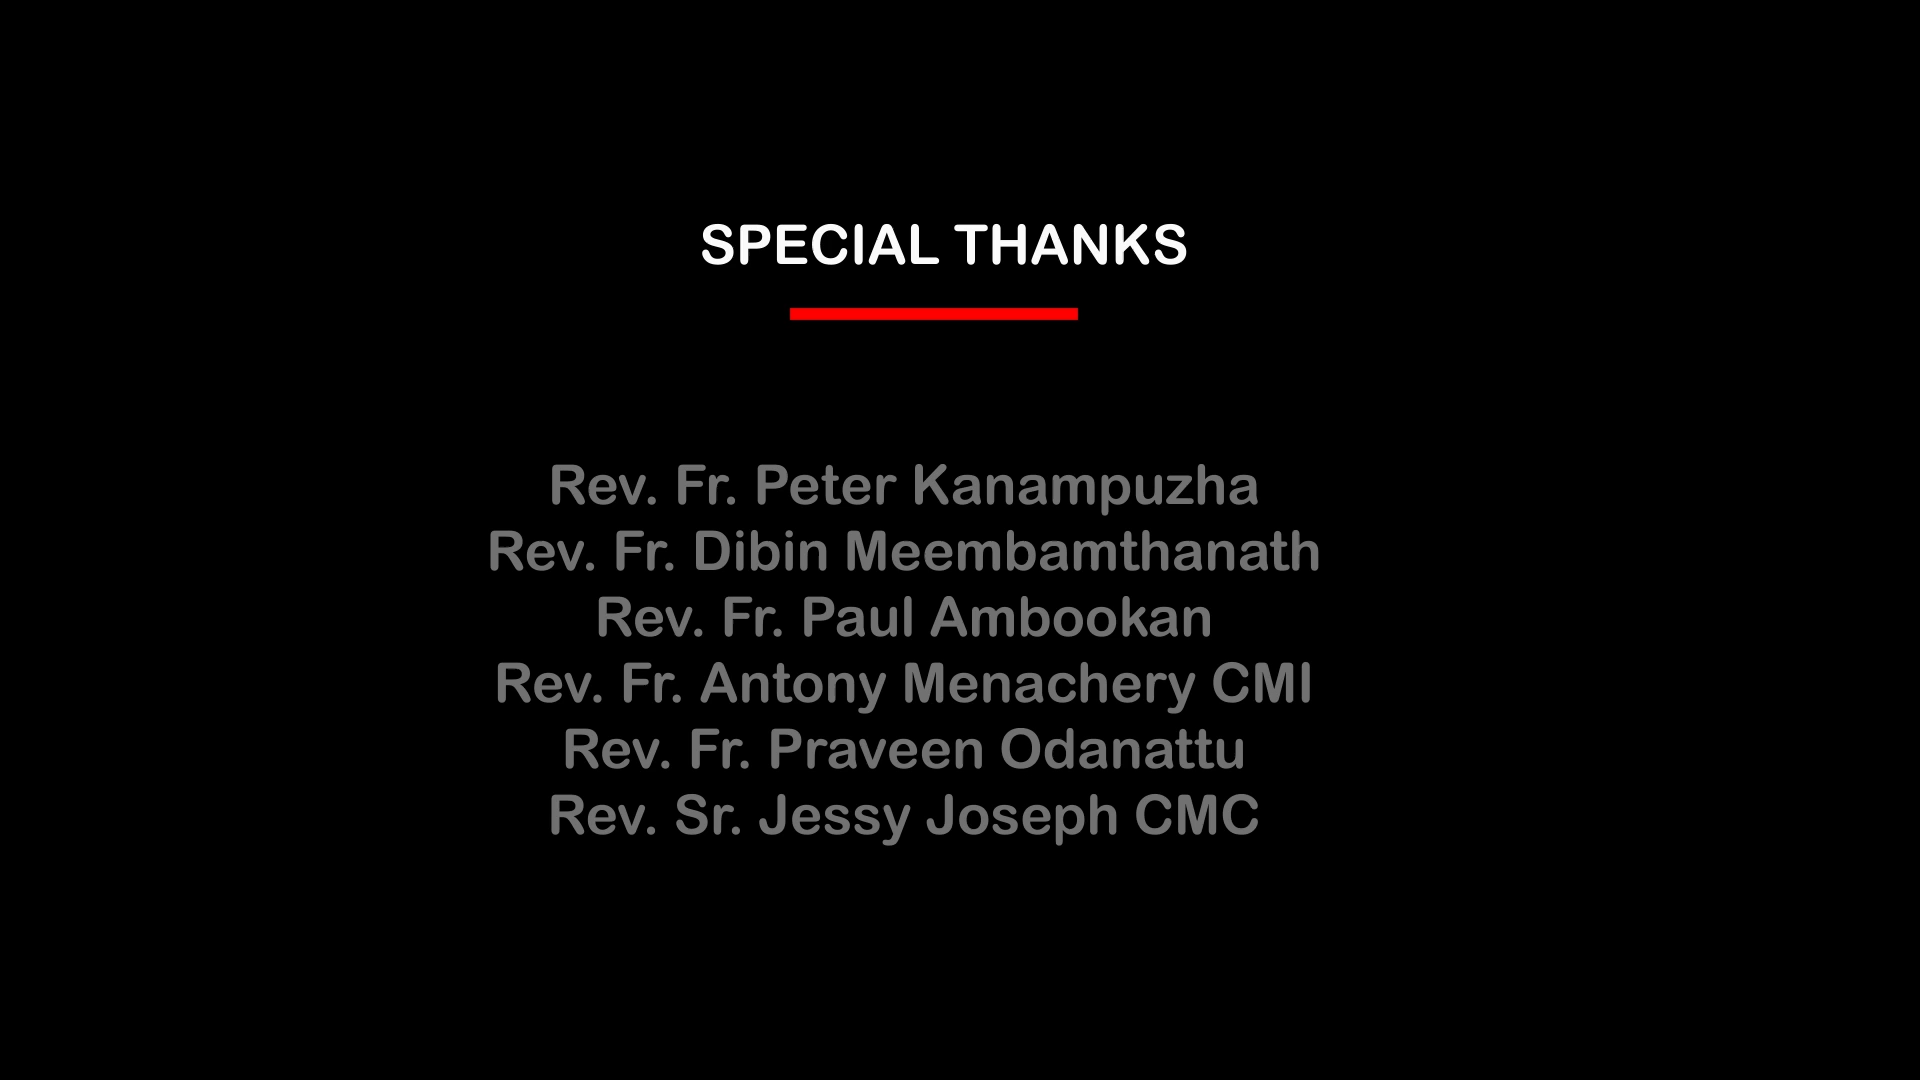 SPECIAL THANKS
Rev. Fr. Peter Kanampuzha
Rev. Fr. Dibin Meembamthanath
Rev. Fr. Paul Ambookan
Rev. Fr. Antony Menachery CMI
Rev. Fr. Praveen Odanattu
Rev. Sr. Jessy Joseph CMC